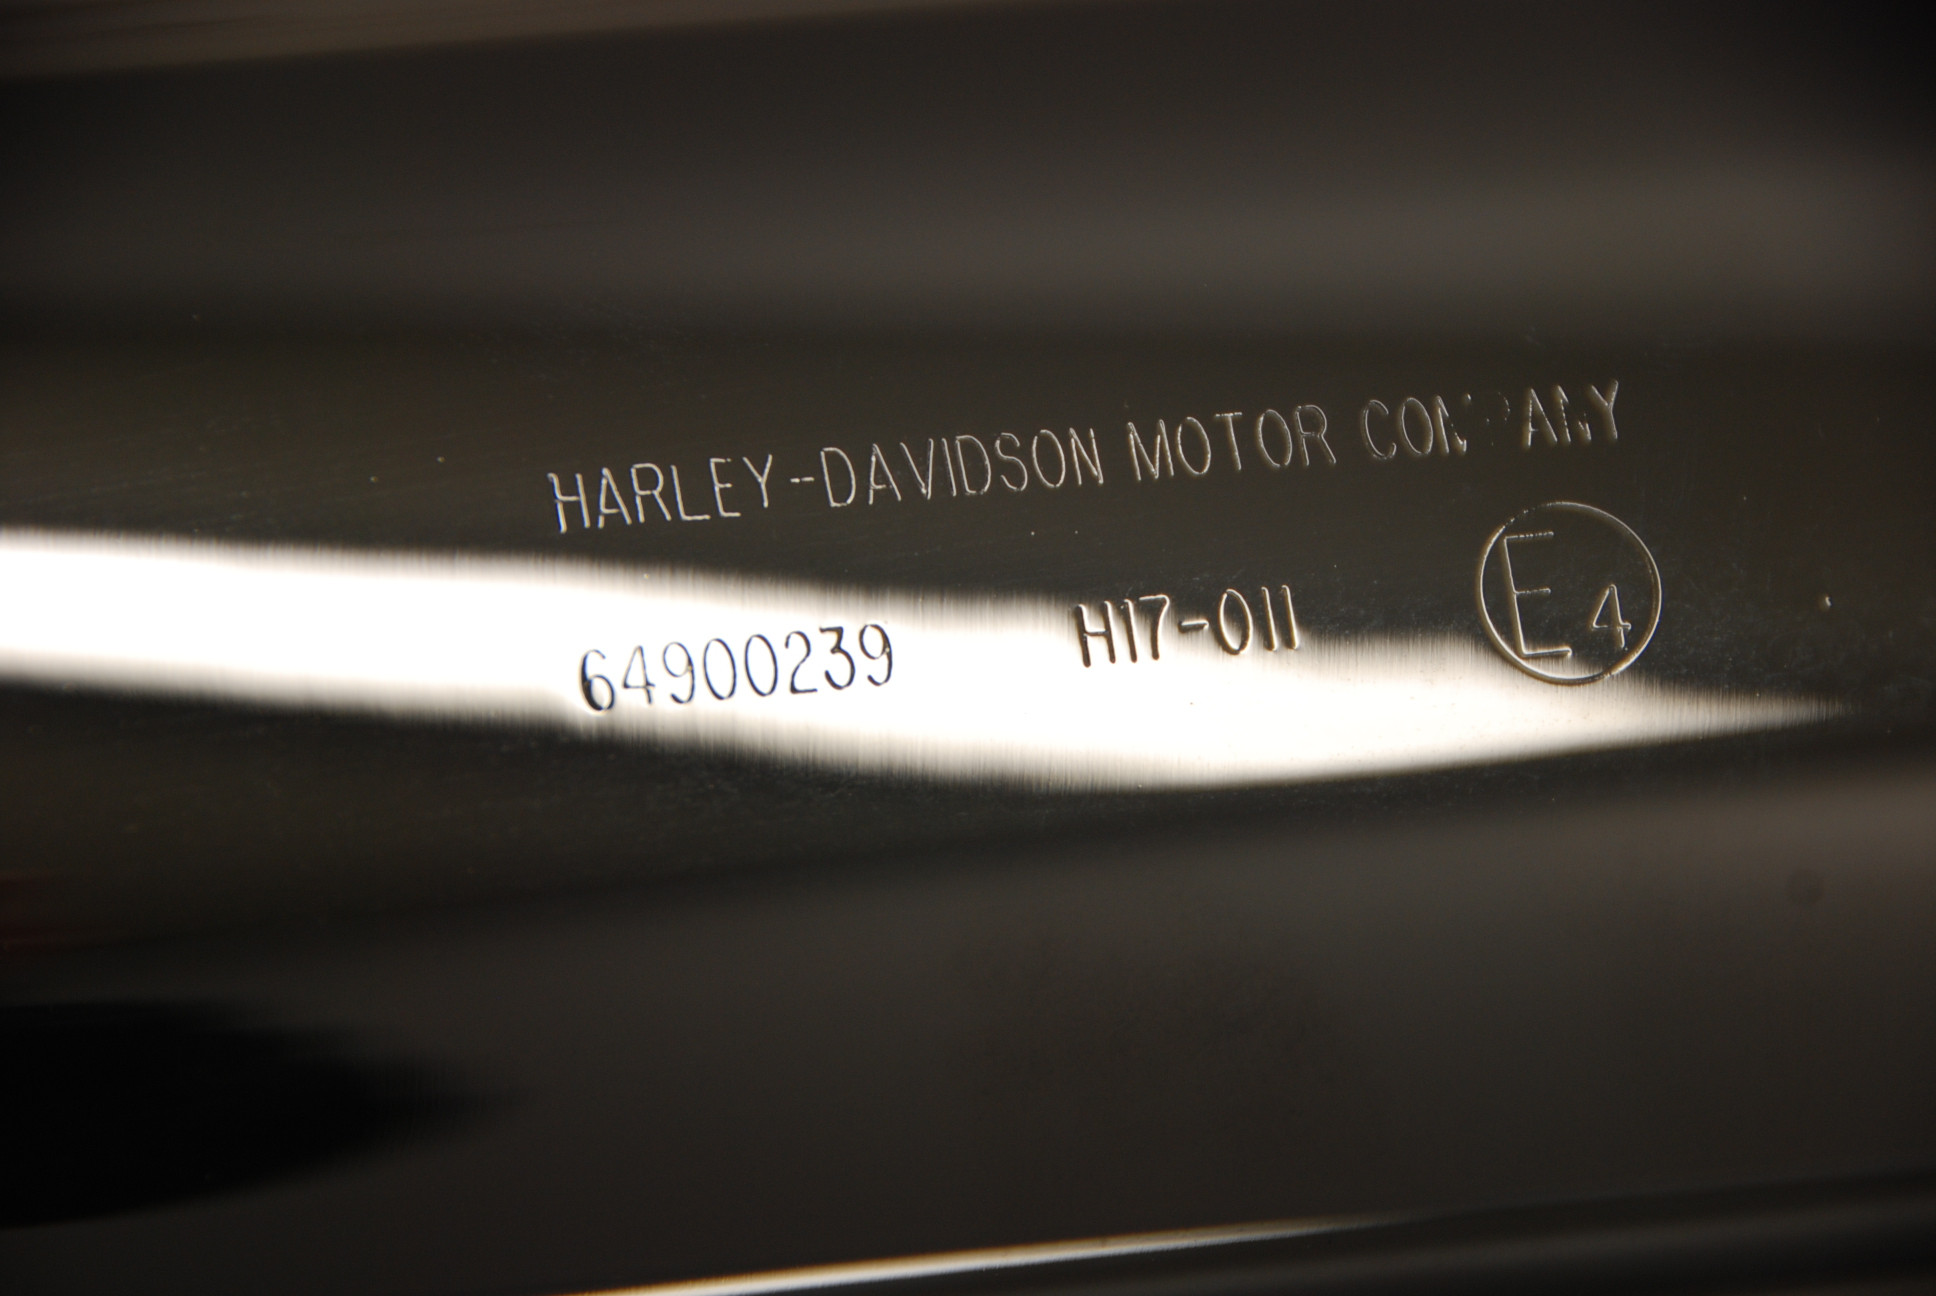 HARLEY-DAVIDSON MOTOR COMPANY
64900239 H17-011 E4